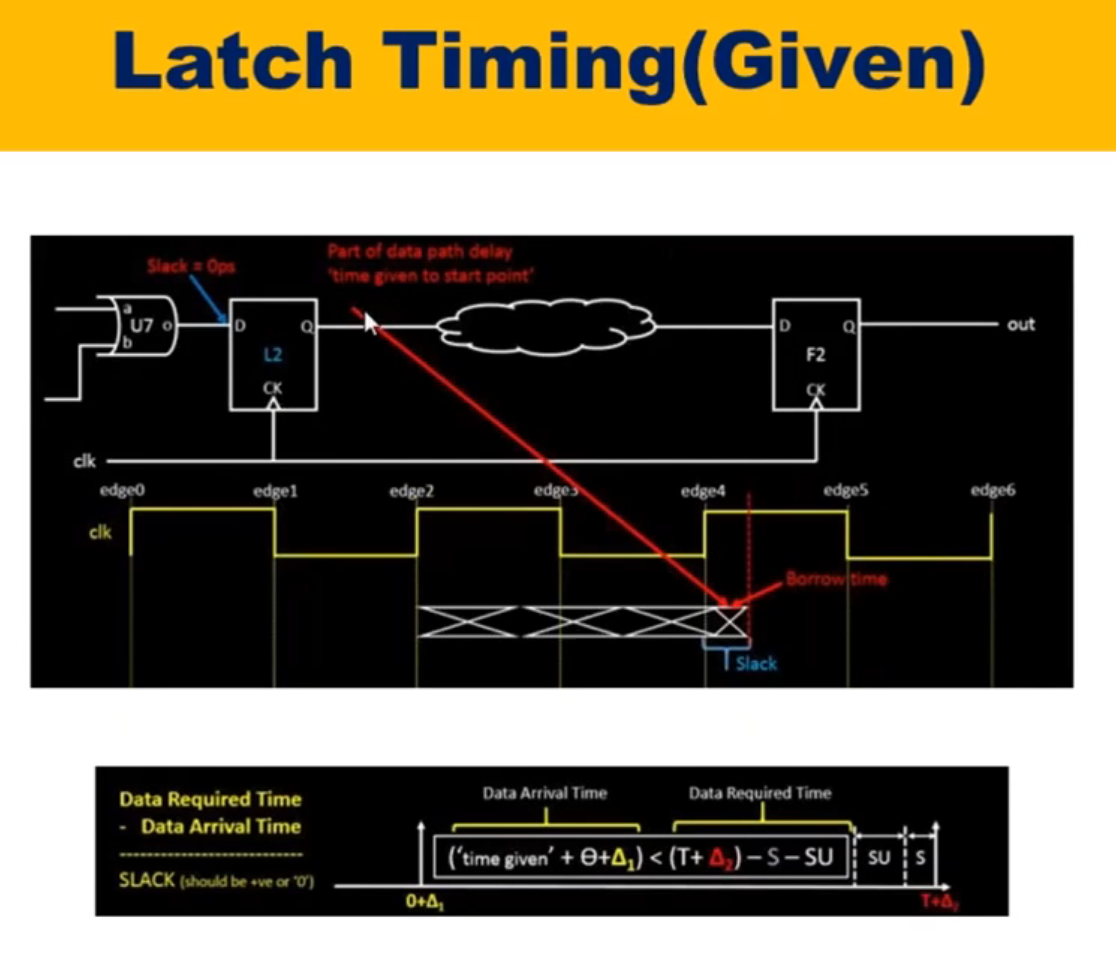 Latch Timing(Given)
Part of data path delay
'time given to start point'
Slack = 0ps
a
U7 o
b
D Q
L2
CK
D Q
F2
CK
out
clk
edge0 edge1 edge2 edge3 edge4 edge5 edge6
clk
Borrow time
Slack
Data Required Time
- Data Arrival Time
SLACK (should be +ve or '0')
Data Arrival Time Data Required Time
('time given' + Θ+Δ₁) < (T+ Δ₂) – S – SU SU S
0+Δ₁ T+Δ₂